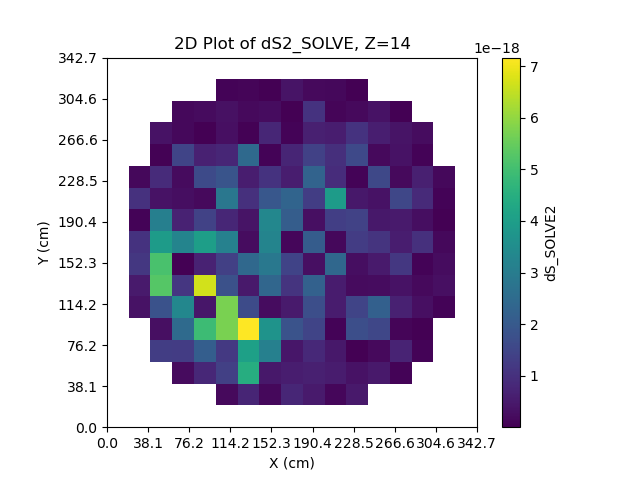 2D Plot of dS2_SOLVE, Z=14
1e−18
342.7
304.6
266.6
228.5
190.4
152.3
114.2
76.2
38.1
0.0
Y (cm)
0.0 38.1 76.2 114.2 152.3 190.4 228.5 266.6 304.6 342.7
X (cm)
7
6
5
4
3
2
1
dS_SOLVE2